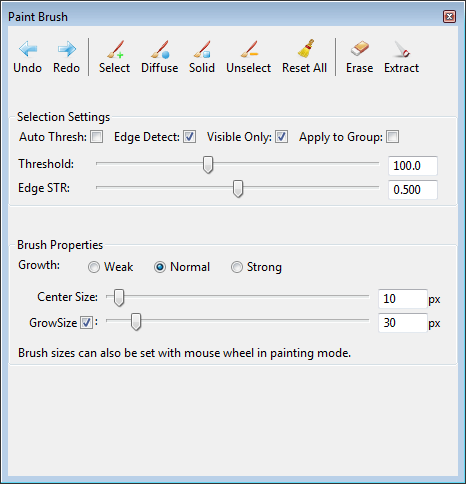 Paint Brush
Undo Redo Select Diffuse Solid Unselect Reset All Erase Extract
Selection Settings
Auto Thresh: Edge Detect: Visible Only: Apply to Group:
Threshold: 100.0
Edge STR: 0.500
Brush Properties
Growth: Weak Normal Strong
Center Size: 10 px
GrowSize : 30 px
Brush sizes can also be set with mouse wheel in painting mode.